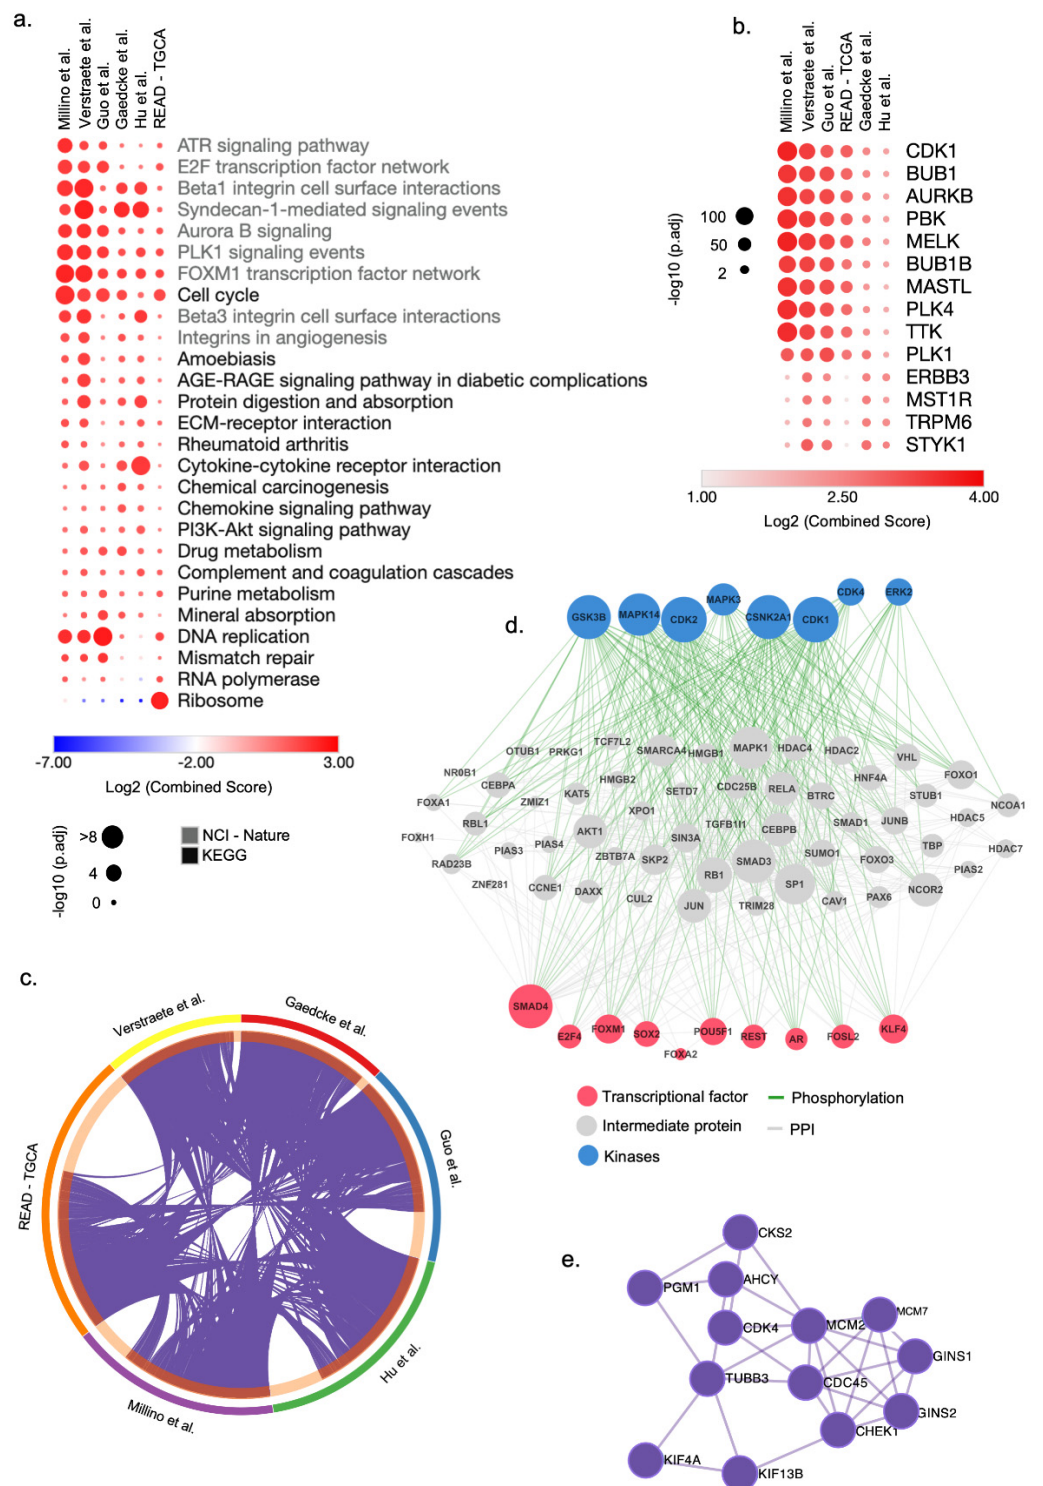 a.
Millino et al.
Verstraete et al.
Guo et al.
Gaedcke et al.
Hu et al.
READ - TGCA
ATR signaling pathway
E2F transcription factor network
Beta1 integrin cell surface interactions
Syndecan-1-mediated signaling events
Aurora B signaling
PLK1 signaling events
FOXM1 transcription factor network
Cell cycle
Beta3 integrin cell surface interactions
Integrins in angiogenesis
Amoebiasis
AGE-RAGE signaling pathway in diabetic complications
Protein digestion and absorption
ECM-receptor interaction
Rheumatoid arthritis
Cytokine-cytokine receptor interaction
Chemical carcinogenesis
Chemokine signaling pathway
PI3K-Akt signaling pathway
Drug metabolism
Complement and coagulation cascades
Purine metabolism
Mineral absorption
DNA replication
Mismatch repair
RNA polymerase
Ribosome
-7.00 -2.00 3.00
Log2 (Combined Score)
-log10 (p.adj)
>8
4
0
NCI - Nature
KEGG
b.
Millino et al.
Verstraete et al.
Guo et al.
READ - TCGA
Gaedcke et al.
Hu et al.
CDK1
BUB1
AURKB
PBK
MELK
BUB1B
MASTL
PLK4
TTK
PLK1
ERBB3
MST1R
TRPM6
STYK1
-log10 (p.adj)
100
50
2
1.00 2.50 4.00
Log2 (Combined Score)
c.
Verstraete et al.
Gaedcke et al.
Guo et al.
Hu et al.
Millino et al.
READ - TGCA
d.
GSK3B MAPK14 CDK2 MAPK3 CSNK2A1 CDK1 CDK4 ERK2
OTUB1 PRKG1 TCF7L2 SMARCA4 HMGB1 MAPK1 HDAC4 HDAC2 VHL
NR0B1 CEBPA HMGB2 SETD7 CDC25B RELA BTRC HNF4A STUB1 FOXO1
FOXA1 ZMIZ1 KAT5 XPO1 NCOA1
FOXH1 RBL1 AKT1 SIN3A TGFB1I1 CEBPB SMAD1 JUNB HDAC5
RAD23B PIAS3 PIAS4 ZBTB7A SKP2 SMAD3 SUMO1 FOXO3 TBP HDAC7
ZNF281 CCNE1 DAXX CUL2 RB1 SP1 PIAS2
JUN TRIM28 CAV1 PAX6 NCOR2
SMAD4 E2F4 FOXM1 SOX2 FOXA2 POU5F1 REST AR FOSL2 KLF4
Transcriptional factor
Intermediate protein
Kinases
Phosphorylation
PPI
e.
CKS2
PGM1
AHCY
CDK4
MCM2
MCM7
GINS1
TUBB3
CDC45
GINS2
CHEK1
KIF4A
KIF13B